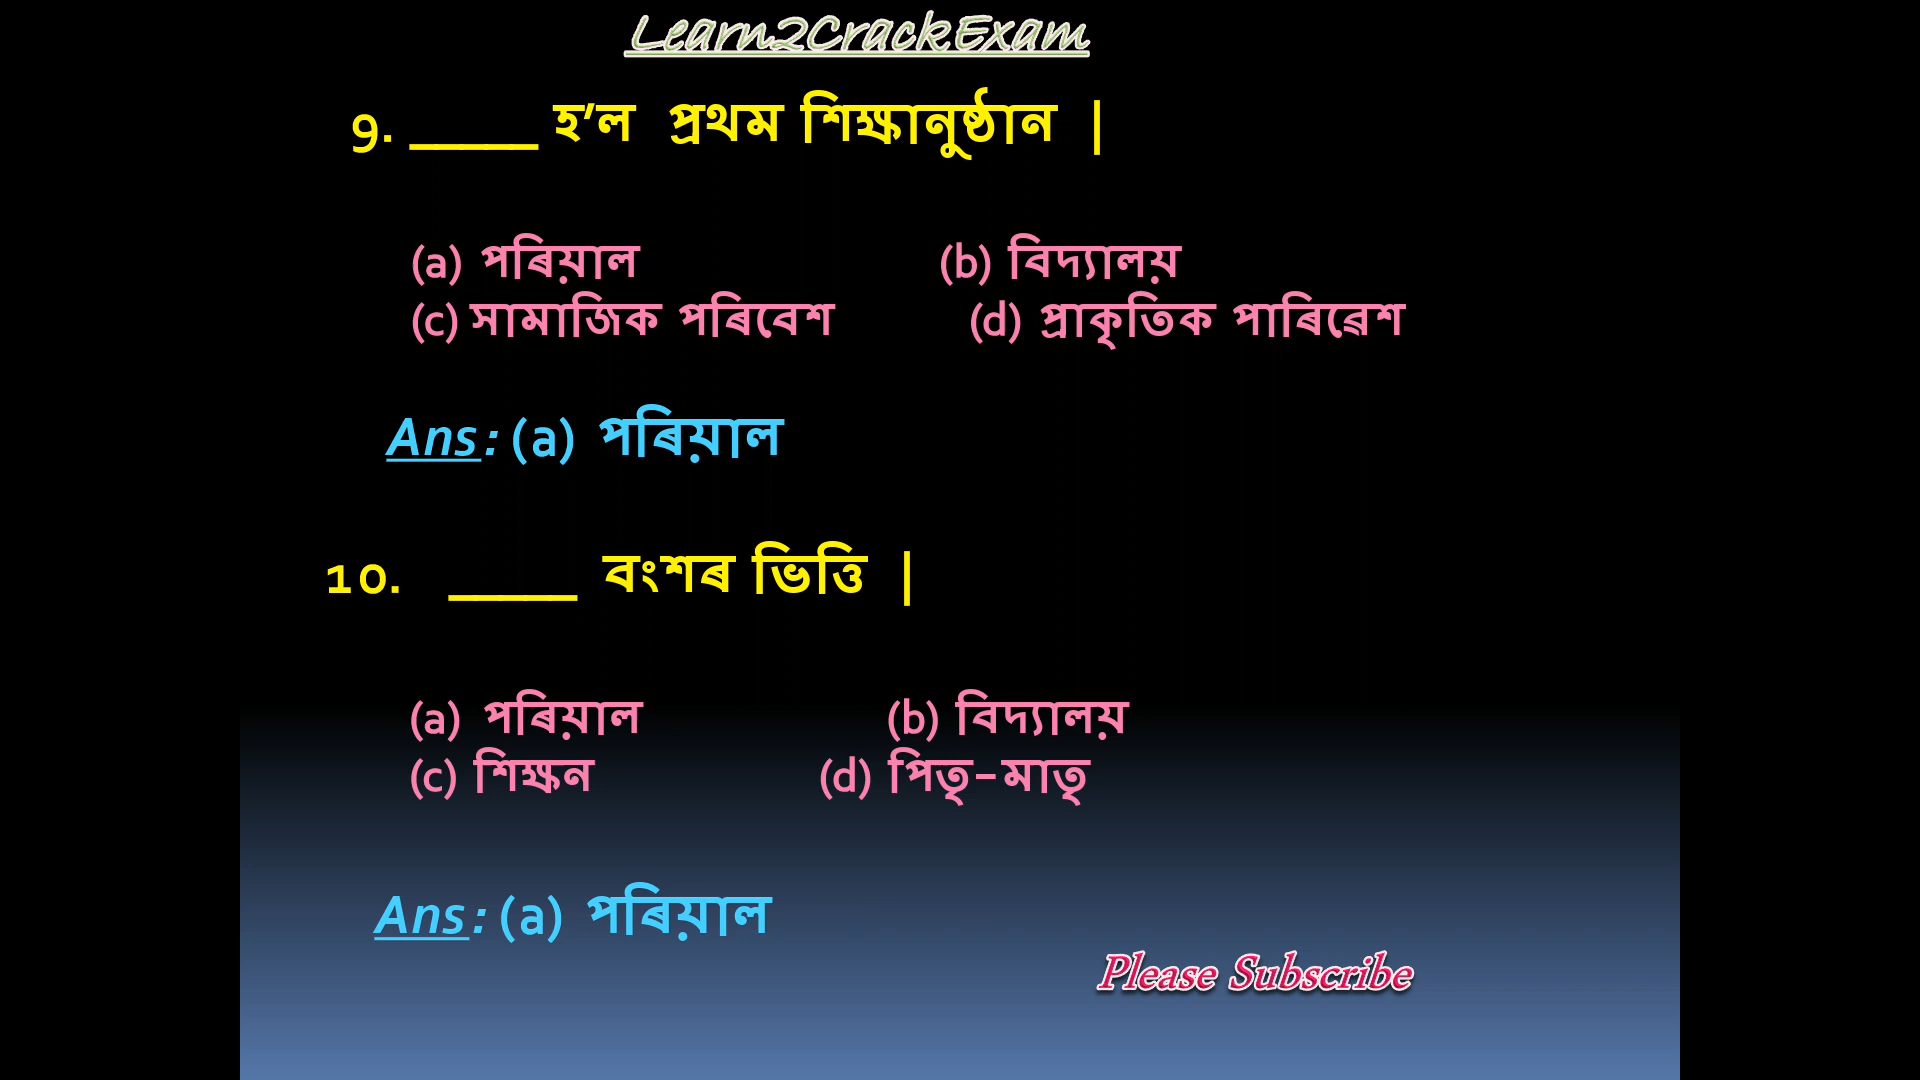 Learn2CrackExam
9. _____ হ’ল প্ৰথম শিক্ষানুষ্ঠান |
(a) পৰিয়াল (b) বিদ্যালয়
(c) সামাজিক পৰিবেশ (d) প্ৰাকৃতিক পাৰিৱেশ
Ans: (a) পৰিয়াল
10. _____ বংশৰ ভিত্তি |
(a) পৰিয়াল (b) বিদ্যালয়
(c) শিক্ষন (d) পিতৃ-মাতৃ
Ans: (a) পৰিয়াল
Please Subscribe